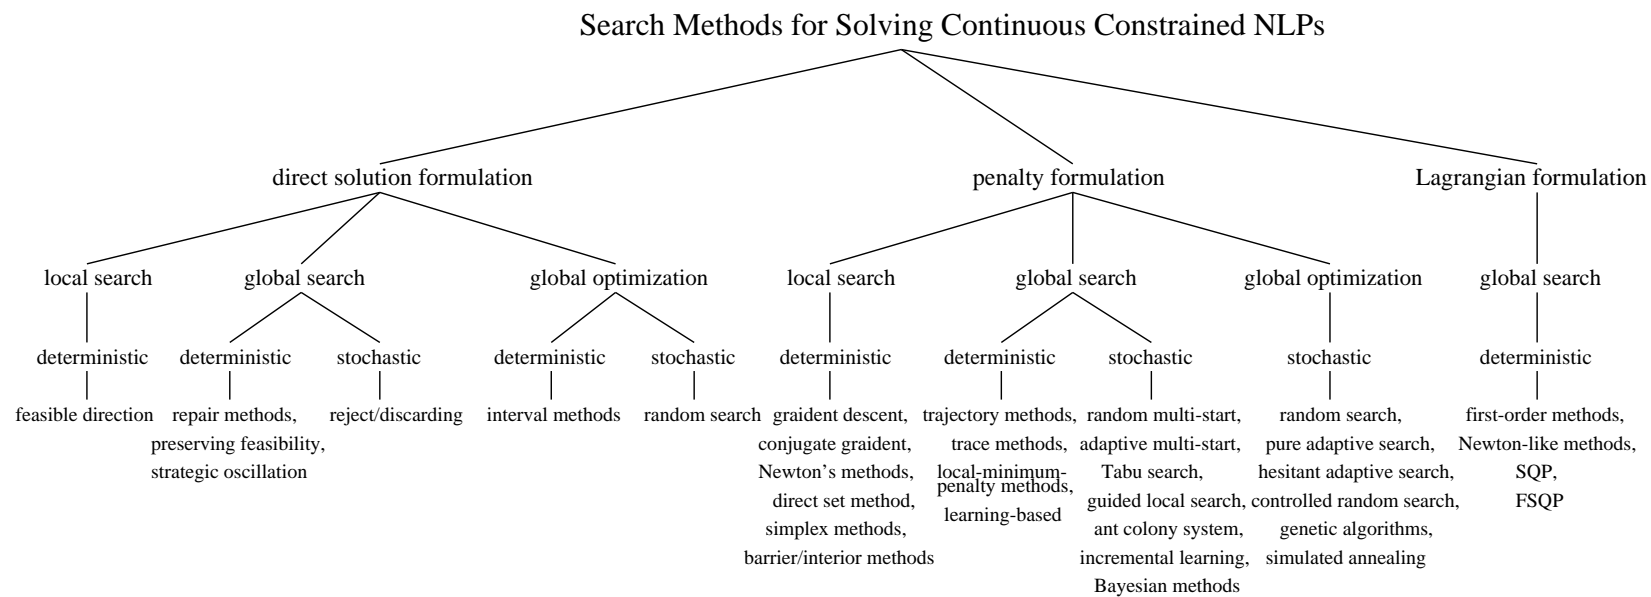 Search Methods for Solving Continuous Constrained NLPs
direct solution formulation
penalty formulation
Lagrangian formulation
local search
global search
global optimization
local search
global search
global optimization
global search
deterministic
deterministic
stochastic
deterministic
stochastic
deterministic
deterministic
stochastic
stochastic
deterministic
feasible direction
repair methods,
preserving feasibility,
strategic oscillation
reject/discarding
interval methods
random search
graident descent,
conjugate graident,
Newton's methods,
direct set method,
simplex methods,
barrier/interior methods
trajectory methods,
trace methods,
local-minimum-
penalty methods,
learning-based
random multi-start,
adaptive multi-start,
Tabu search,
guided local search,
ant colony system,
incremental learning,
Bayesian methods
random search,
pure adaptive search,
hesitant adaptive search,
controlled random search,
genetic algorithms,
simulated annealing
first-order methods,
Newton-like methods,
SQP,
FSQP